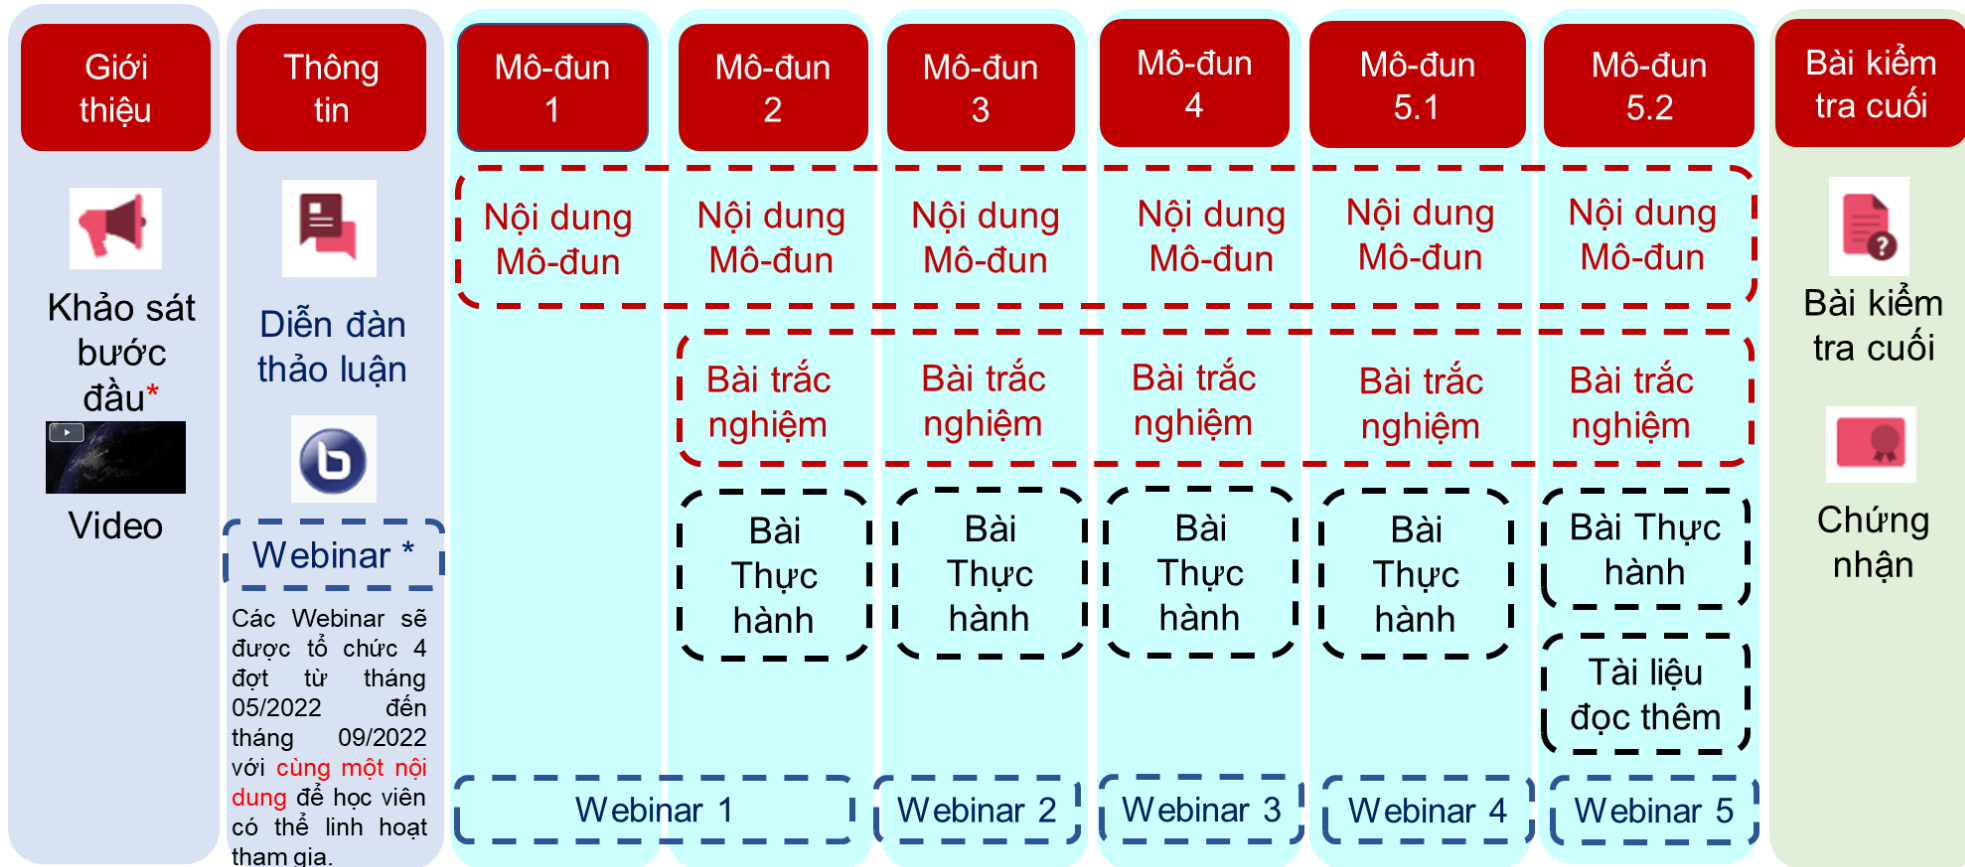 Giới
thiệu
Khảo sát
bước
đầu*
Video
Thông
tin
Diễn đàn
thảo luận
b
Webinar *
Các Webinar sẽ
được tổ chức 4
đợt từ tháng
05/2022 đến
tháng 09/2022
với cùng một nội
dung để học viên
có thể linh hoạt
tham gia.
Mô-đun
1
Mô-đun
2
Mô-đun
3
Mô-đun
4
Mô-đun
5.1
Mô-đun
5.2
Nội dung
Mô-đun
Nội dung
Mô-đun
Nội dung
Mô-đun
Nội dung
Mô-đun
Nội dung
Mô-đun
Nội dung
Mô-đun
Bài trắc
nghiệm
Bài trắc
nghiệm
Bài trắc
nghiệm
Bài trắc
nghiệm
Bài trắc
nghiệm
Bài
Thực
hành
Bài
Thực
hành
Bài
Thực
hành
Bài
Thực
hành
Bài Thực
hành
Tài liệu
đọc thêm
Webinar 1
Webinar 2
Webinar 3
Webinar 4
Webinar 5
Bài kiểm
tra cuối
?
Bài kiểm
tra cuối
Chứng
nhận